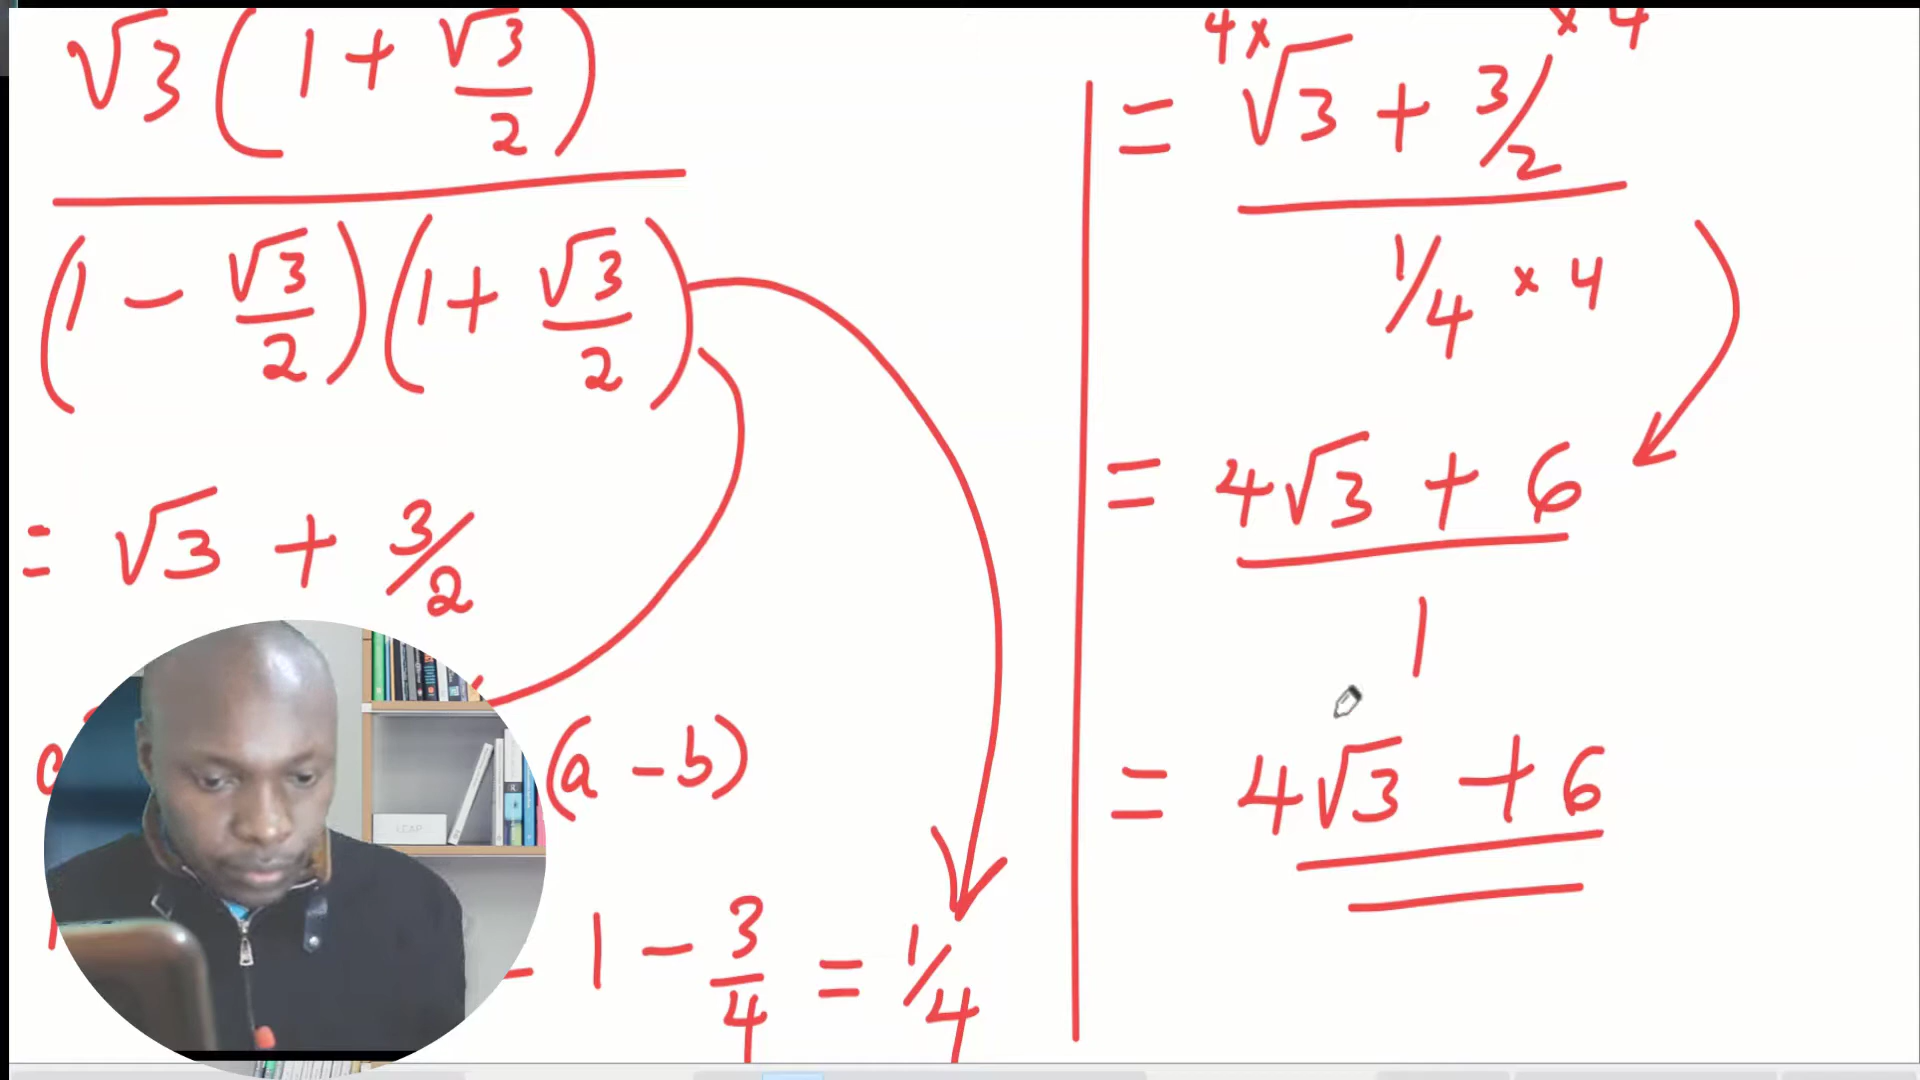 √3 ( 1 + √3/2 )
(1 − √3/2)(1 + √3/2)
= √3 + 3/2
(a − b)
1 − 3/4 = 1/4
4 × × 4
= √3 + 3/2
1/4 × 4
= 4√3 + 6
1
= 4√3 + 6
LEAP